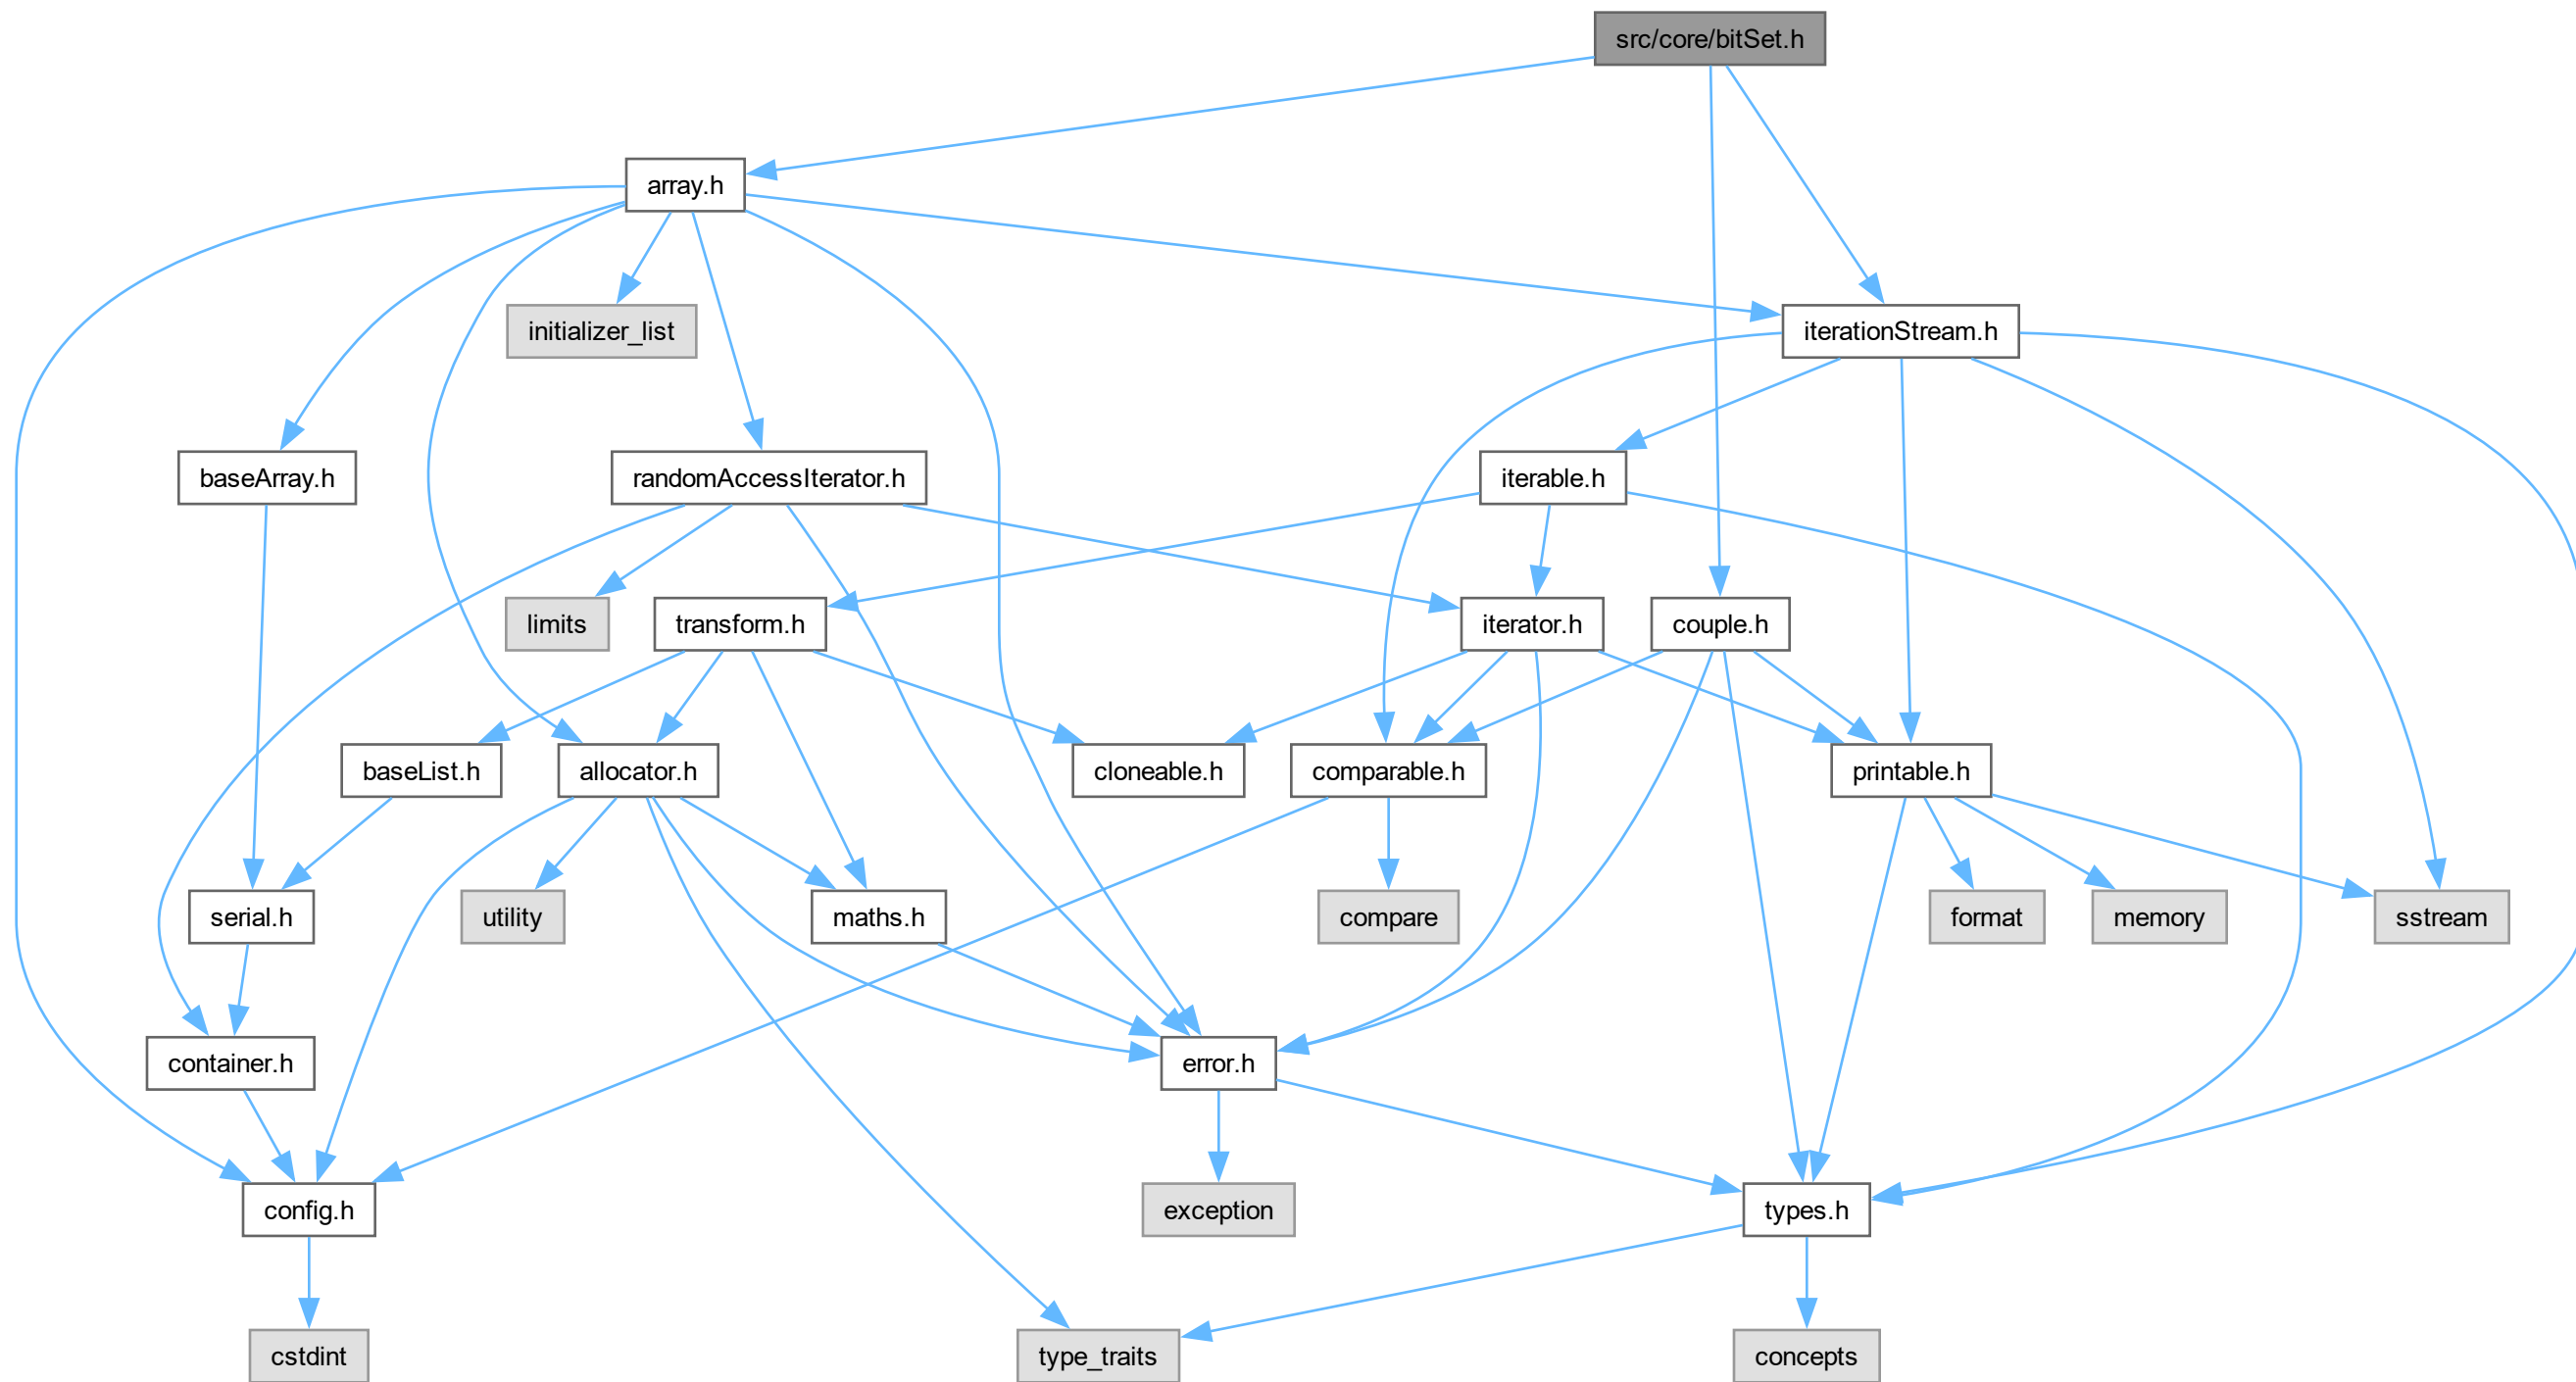 src/core/bitSet.h
array.h
initializer_list
iterationStream.h
baseArray.h
randomAccessIterator.h
iterable.h
limits
transform.h
iterator.h
couple.h
baseList.h
allocator.h
cloneable.h
comparable.h
printable.h
serial.h
utility
maths.h
compare
format
memory
sstream
container.h
error.h
config.h
exception
types.h
cstdint
type_traits
concepts